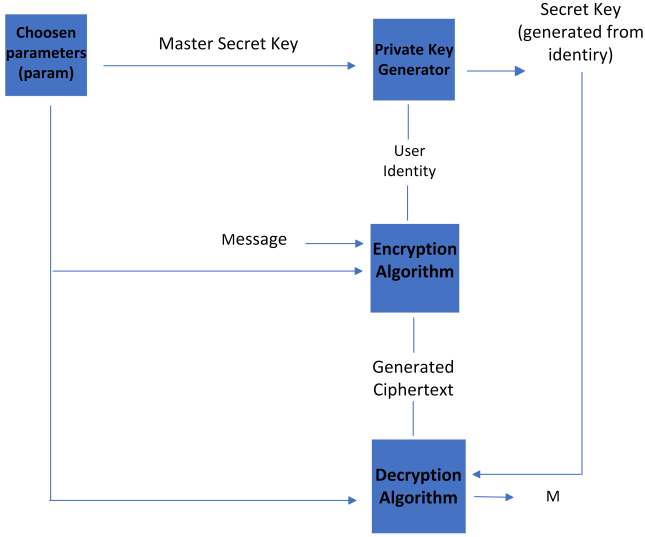 Choosen
parameters
(param)
Master Secret Key
Private Key
Generator
Secret Key
(generated from
identiry)
User
Identity
Message
Encryption
Algorithm
Generated
Ciphertext
Decryption
Algorithm
M